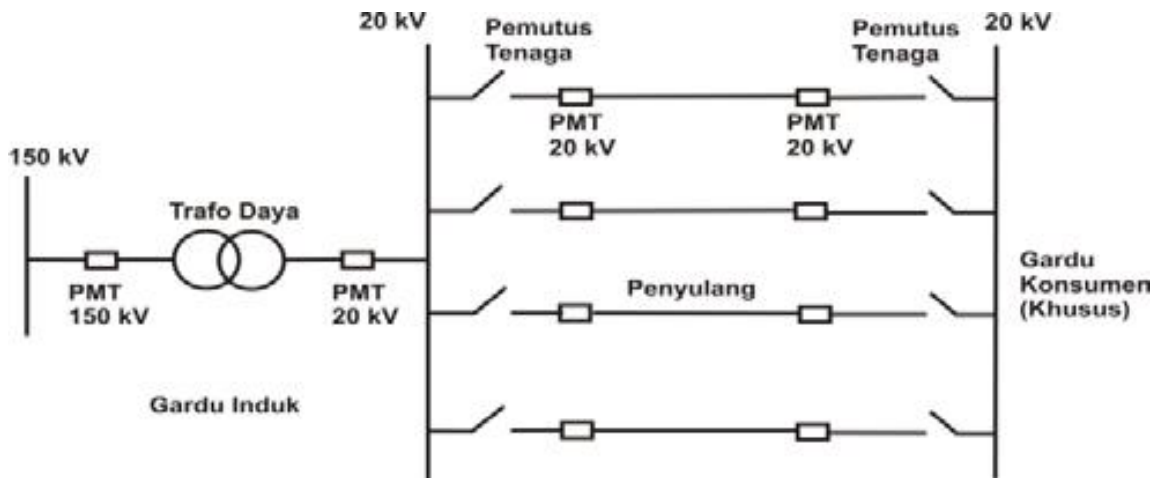 20 kV
Pemutus
Tenaga
Pemutus
Tenaga
20 kV
PMT
20 kV
PMT
20 kV
150 kV
Trafo Daya
PMT
150 kV
PMT
20 kV
Penyulang
Gardu
Konsumen
(Khusus)
Gardu Induk